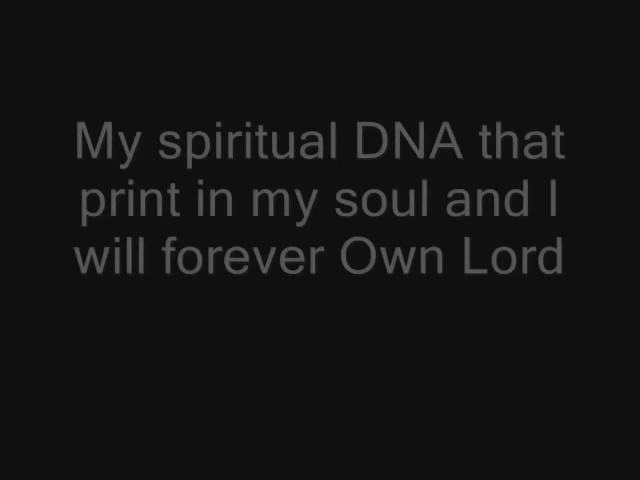 My spiritual DNA that
print in my soul and I
will forever Own Lord